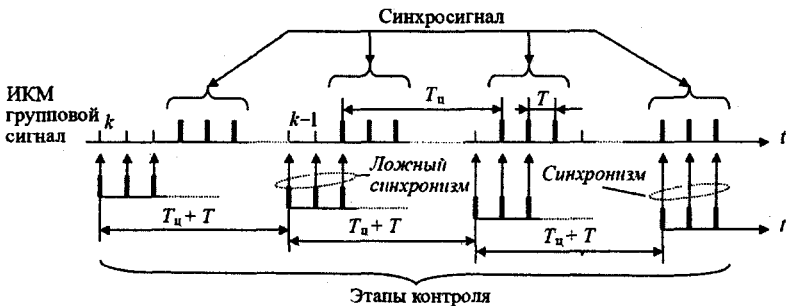 Синхросигнал
ИКМ
групповой
сигнал
k
k–1
Tц
T
t
Ложный
синхронизм
Синхронизм
Tц + T
Tц + T
Tц + T
t
Этапы контроля